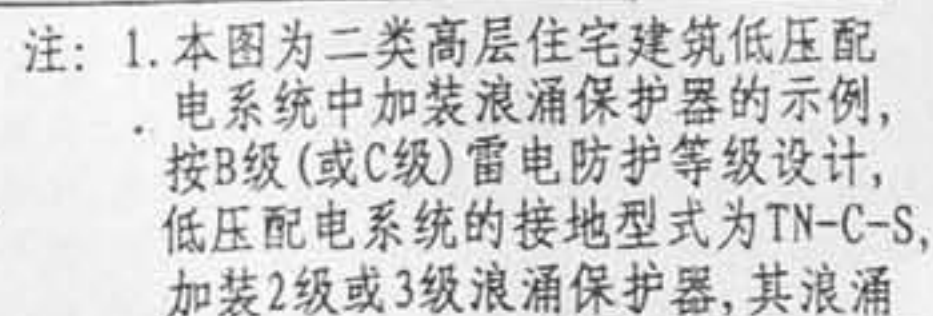 注: 1.本图为二类高层住宅建筑低压配
电系统中加装浪涌保护器的示例,
按B级(或C级)雷电防护等级设计,
低压配电系统的接地型式为TN-C-S,
加装2级或3级浪涌保护器,其浪涌